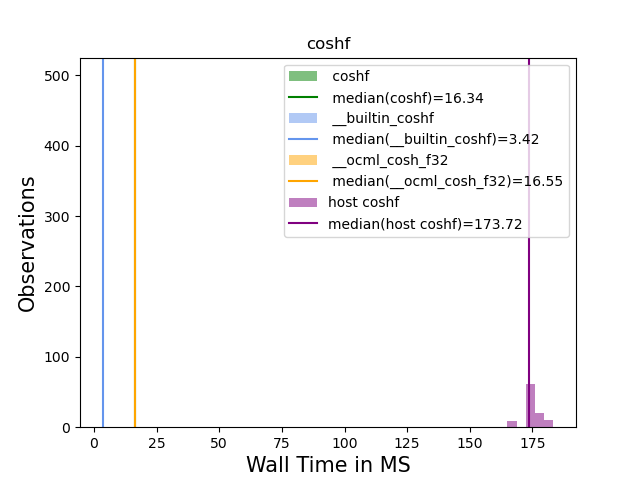 coshf
500
400
300
200
100
0
Observations
coshf
median(coshf)=16.34
__builtin_coshf
median(__builtin_coshf)=3.42
__ocml_cosh_f32
median(__ocml_cosh_f32)=16.55
host coshf
median(host coshf)=173.72
0 25 50 75 100 125 150 175
Wall Time in MS